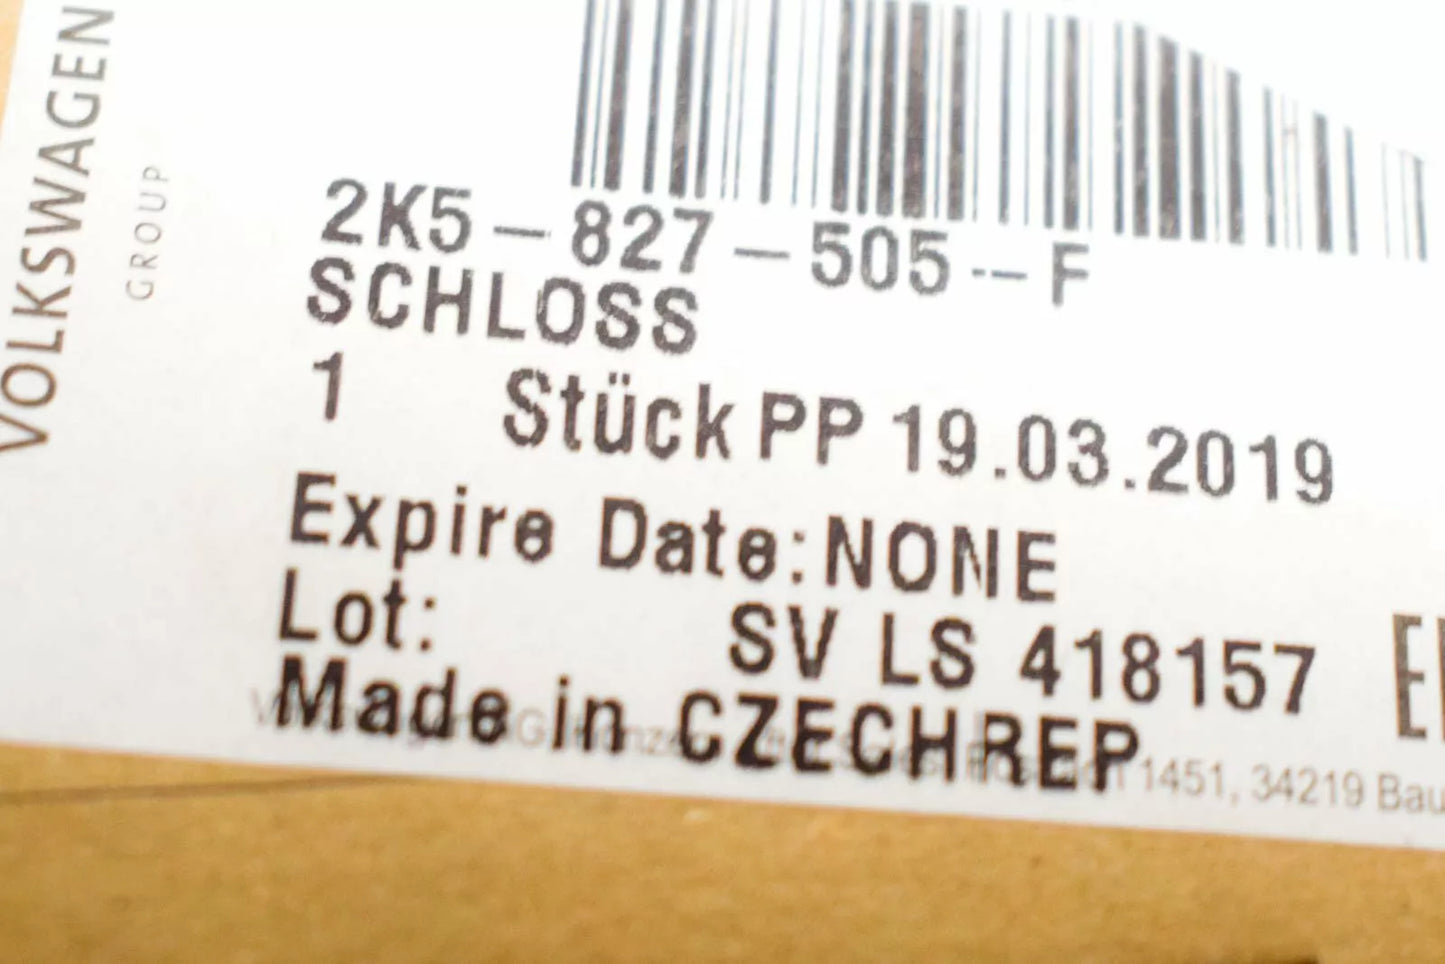 VOLKSWAGEN
GROUP
2K5-827-505--F
SCHLOSS
1 Stück PP 19.03.2019
Expire Date:NONE
Lot: SV LS 418157
Made in CZECHREP
1451, 34219 Bau